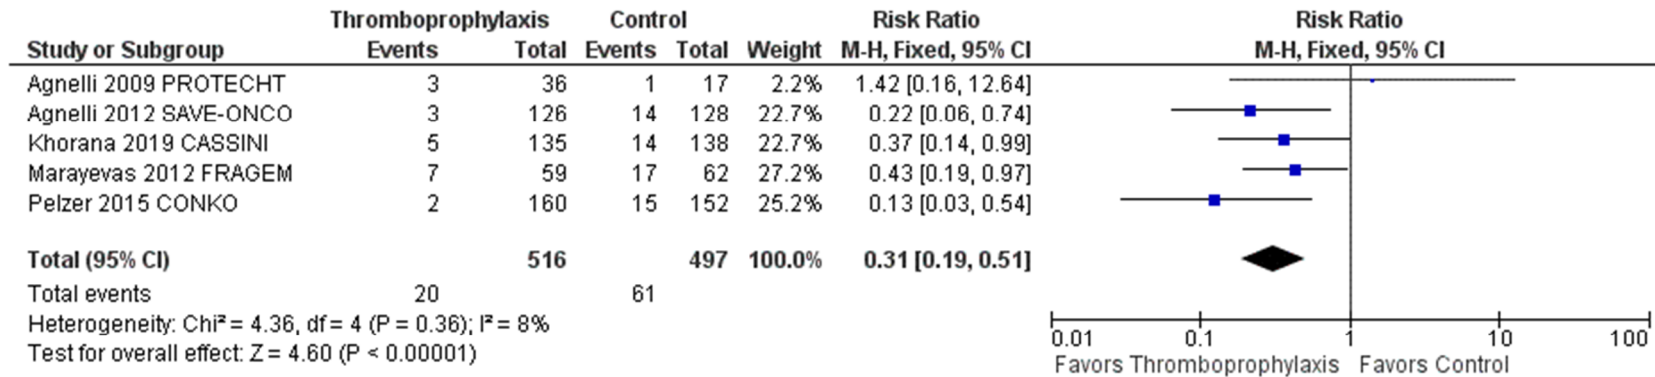 Thromboprophylaxis Control Risk Ratio Risk Ratio
Study or Subgroup Events Total Events Total Weight M-H, Fixed, 95% CI M-H, Fixed, 95% CI
Agnelli 2009 PROTECHT 3 36 1 17 2.2% 1.42 [0.16, 12.64]
Agnelli 2012 SAVE-ONCO 3 126 14 128 22.7% 0.22 [0.06, 0.74]
Khorana 2019 CASSINI 5 135 14 138 22.7% 0.37 [0.14, 0.99]
Marayevas 2012 FRAGEM 7 59 17 62 27.2% 0.43 [0.19, 0.97]
Pelzer 2015 CONKO 2 160 15 152 25.2% 0.13 [0.03, 0.54]
Total (95% CI) 516 497 100.0% 0.31 [0.19, 0.51]
Total events 20 61
Heterogeneity: Chi² = 4.36, df = 4 (P = 0.36); I² = 8%
Test for overall effect: Z = 4.60 (P < 0.00001)
0.01 0.1 1 10 100
Favors Thromboprophylaxis Favors Control